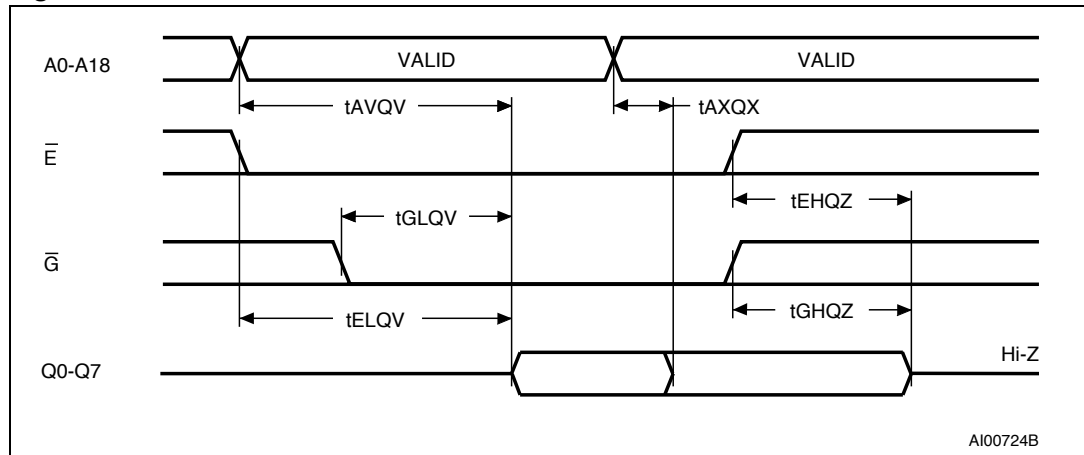 A0-A18 VALID VALID
tAVQV tAXQX
E̅
tEHQZ
tGLQV
G̅
tGHQZ
tELQV
Hi-Z
Q0-Q7
AI00724B